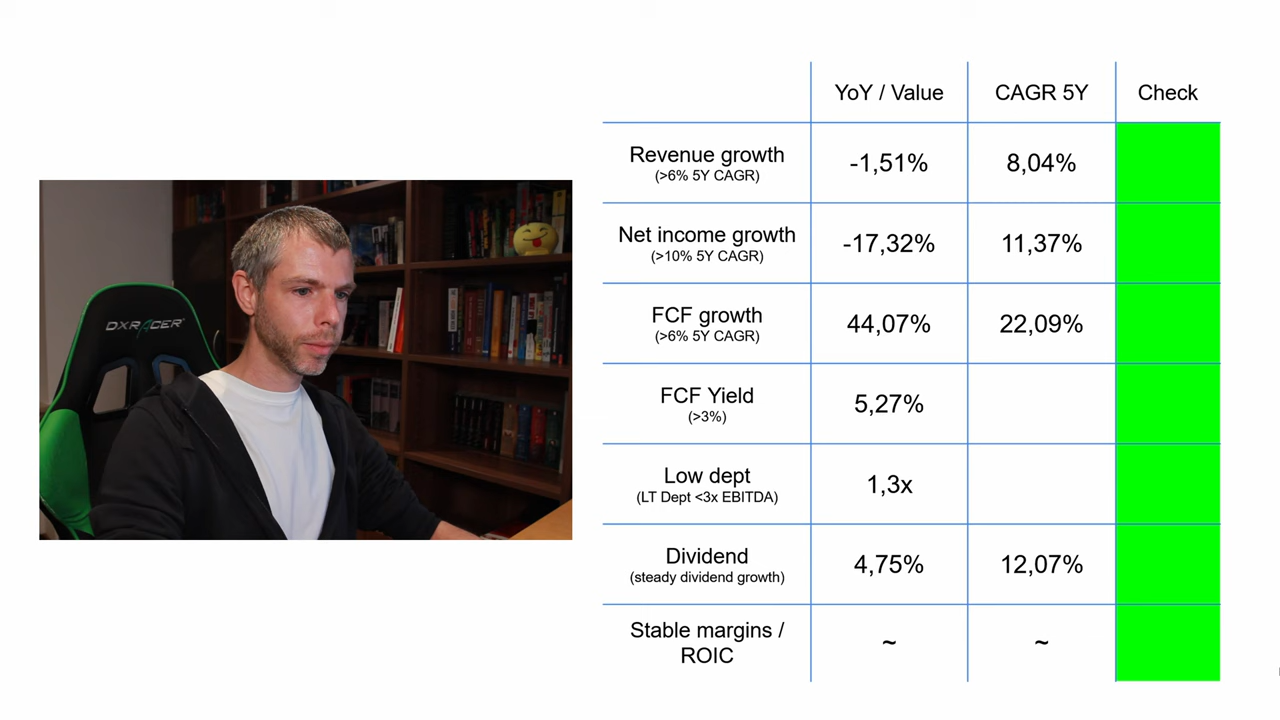 DXRACER
YoY / Value CAGR 5Y Check
Revenue growth
(>6% 5Y CAGR)
-1,51% 8,04%
Net income growth
(>10% 5Y CAGR)
-17,32% 11,37%
FCF growth
(>6% 5Y CAGR)
44,07% 22,09%
FCF Yield
(>3%)
5,27%
Low dept
(LT Dept <3x EBITDA)
1,3x
Dividend
(steady dividend growth)
4,75% 12,07%
Stable margins /
ROIC
~ ~